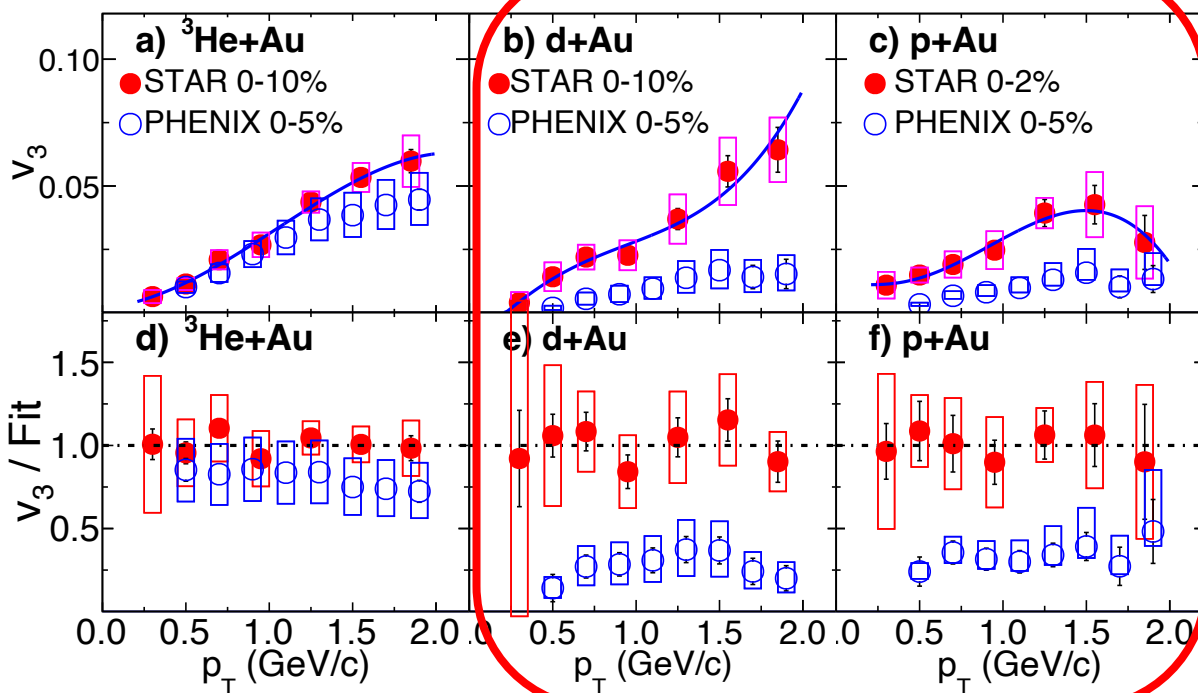 a) ³He+Au
STAR 0-10%
PHENIX 0-5%
b) d+Au
STAR 0-10%
PHENIX 0-5%
c) p+Au
STAR 0-2%
PHENIX 0-5%
0.10
0.05
v₃
d) ³He+Au
e) d+Au
f) p+Au
1.5
1.0
0.5
v₃ / Fit
0.0 0.5 1.0 1.5 2.0
.0 0.5 1.0 1.5 2.0
.0 0.5 1.0 1.5 2.0
p_T (GeV/c)
p_T (GeV/c)
p_T (GeV/c)